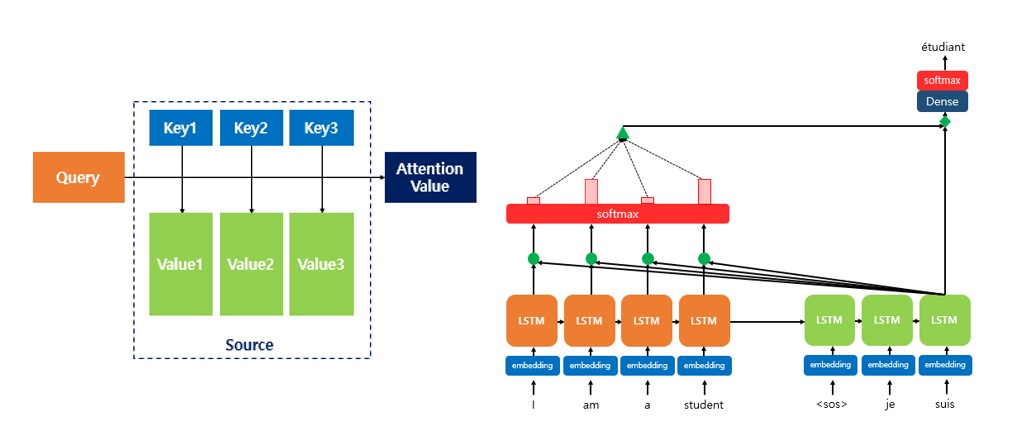 Key1 Key2 Key3
Query
Attention
Value
Value1 Value2 Value3
Source
étudiant
softmax
Dense
softmax
LSTM LSTM LSTM LSTM LSTM LSTM LSTM
embedding embedding embedding embedding embedding embedding embedding
I am a student <sos> je suis